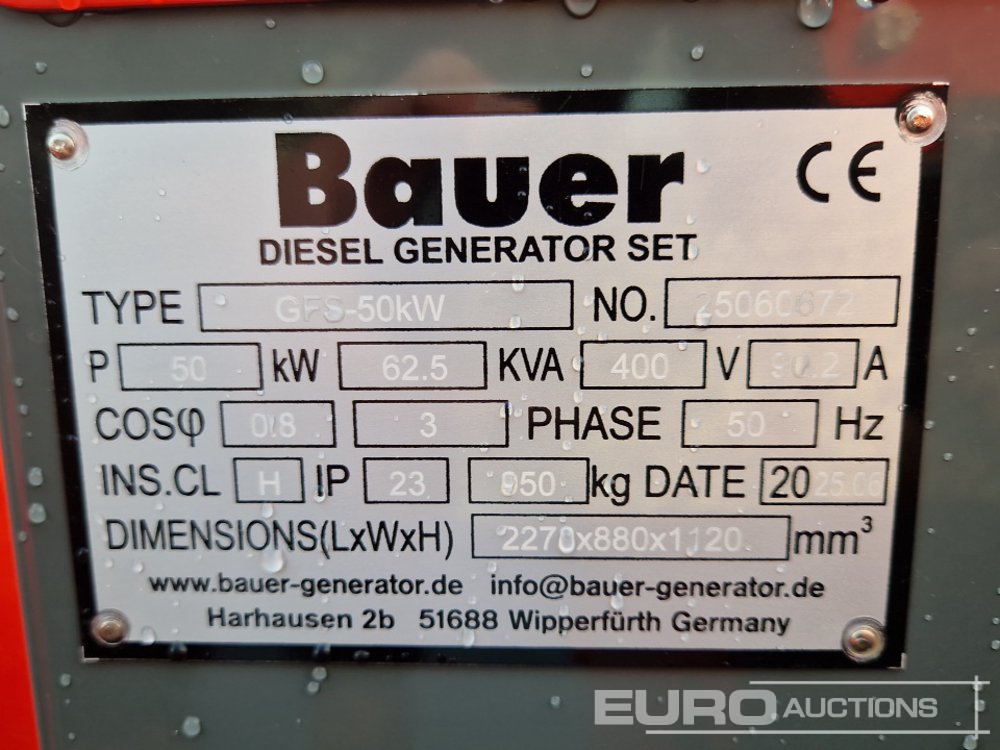 Bauer CE
DIESEL GENERATOR SET
TYPE GFS-50kW NO. 25060672
P 50 kW 62.5 KVA 400 V 90.2 A
COSφ 0.8 3 PHASE 50 Hz
INS.CL H IP 23 950 kg DATE 2025.06
DIMENSIONS(LxWxH) 2270x880x1120 mm³
www.bauer-generator.de info@bauer-generator.de
Harhausen 2b 51688 Wipperfürth Germany
EURO AUCTIONS